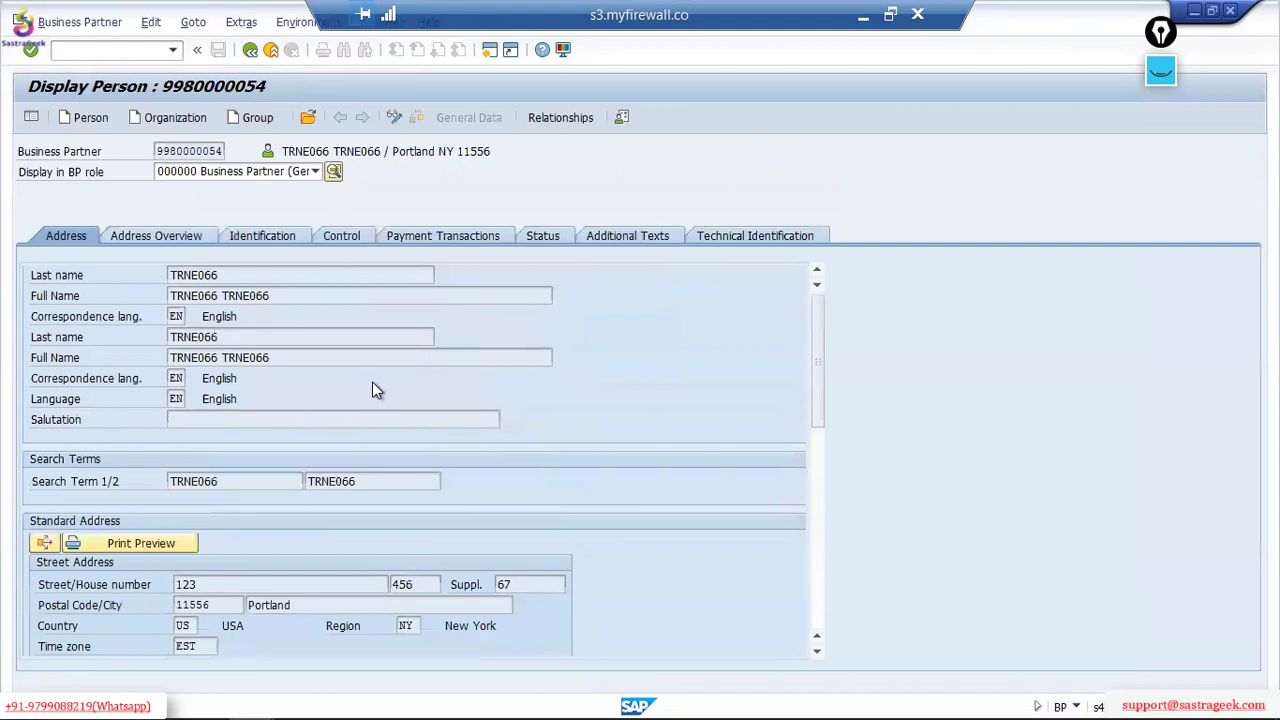 s3.myfirewall.co
Business Partner Edit Goto Extras Help
SastraGeek
Display Person : 9980000054
Person Organization Group General Data Relationships
Business Partner 9980000054 TRNE066 TRNE066 / Portland NY 11556
Display in BP role 000000 Business Partner (Ger
Address Address Overview Identification Control Payment Transactions Status Additional Texts Technical Identification
Last name TRNE066
Full Name TRNE066 TRNE066
Correspondence lang. EN English
Last name TRNE066
Full Name TRNE066 TRNE066
Correspondence lang. EN English
Language EN English
Salutation
Search Terms
Search Term 1/2 TRNE066 TRNE066
Standard Address
Print Preview
Street Address
Street/House number 123 456 Suppl. 67
Postal Code/City 11556 Portland
Country US USA Region NY New York
Time zone EST
+91-9799088219(Whatsapp) SAP BP s4 support@sastrageek.com